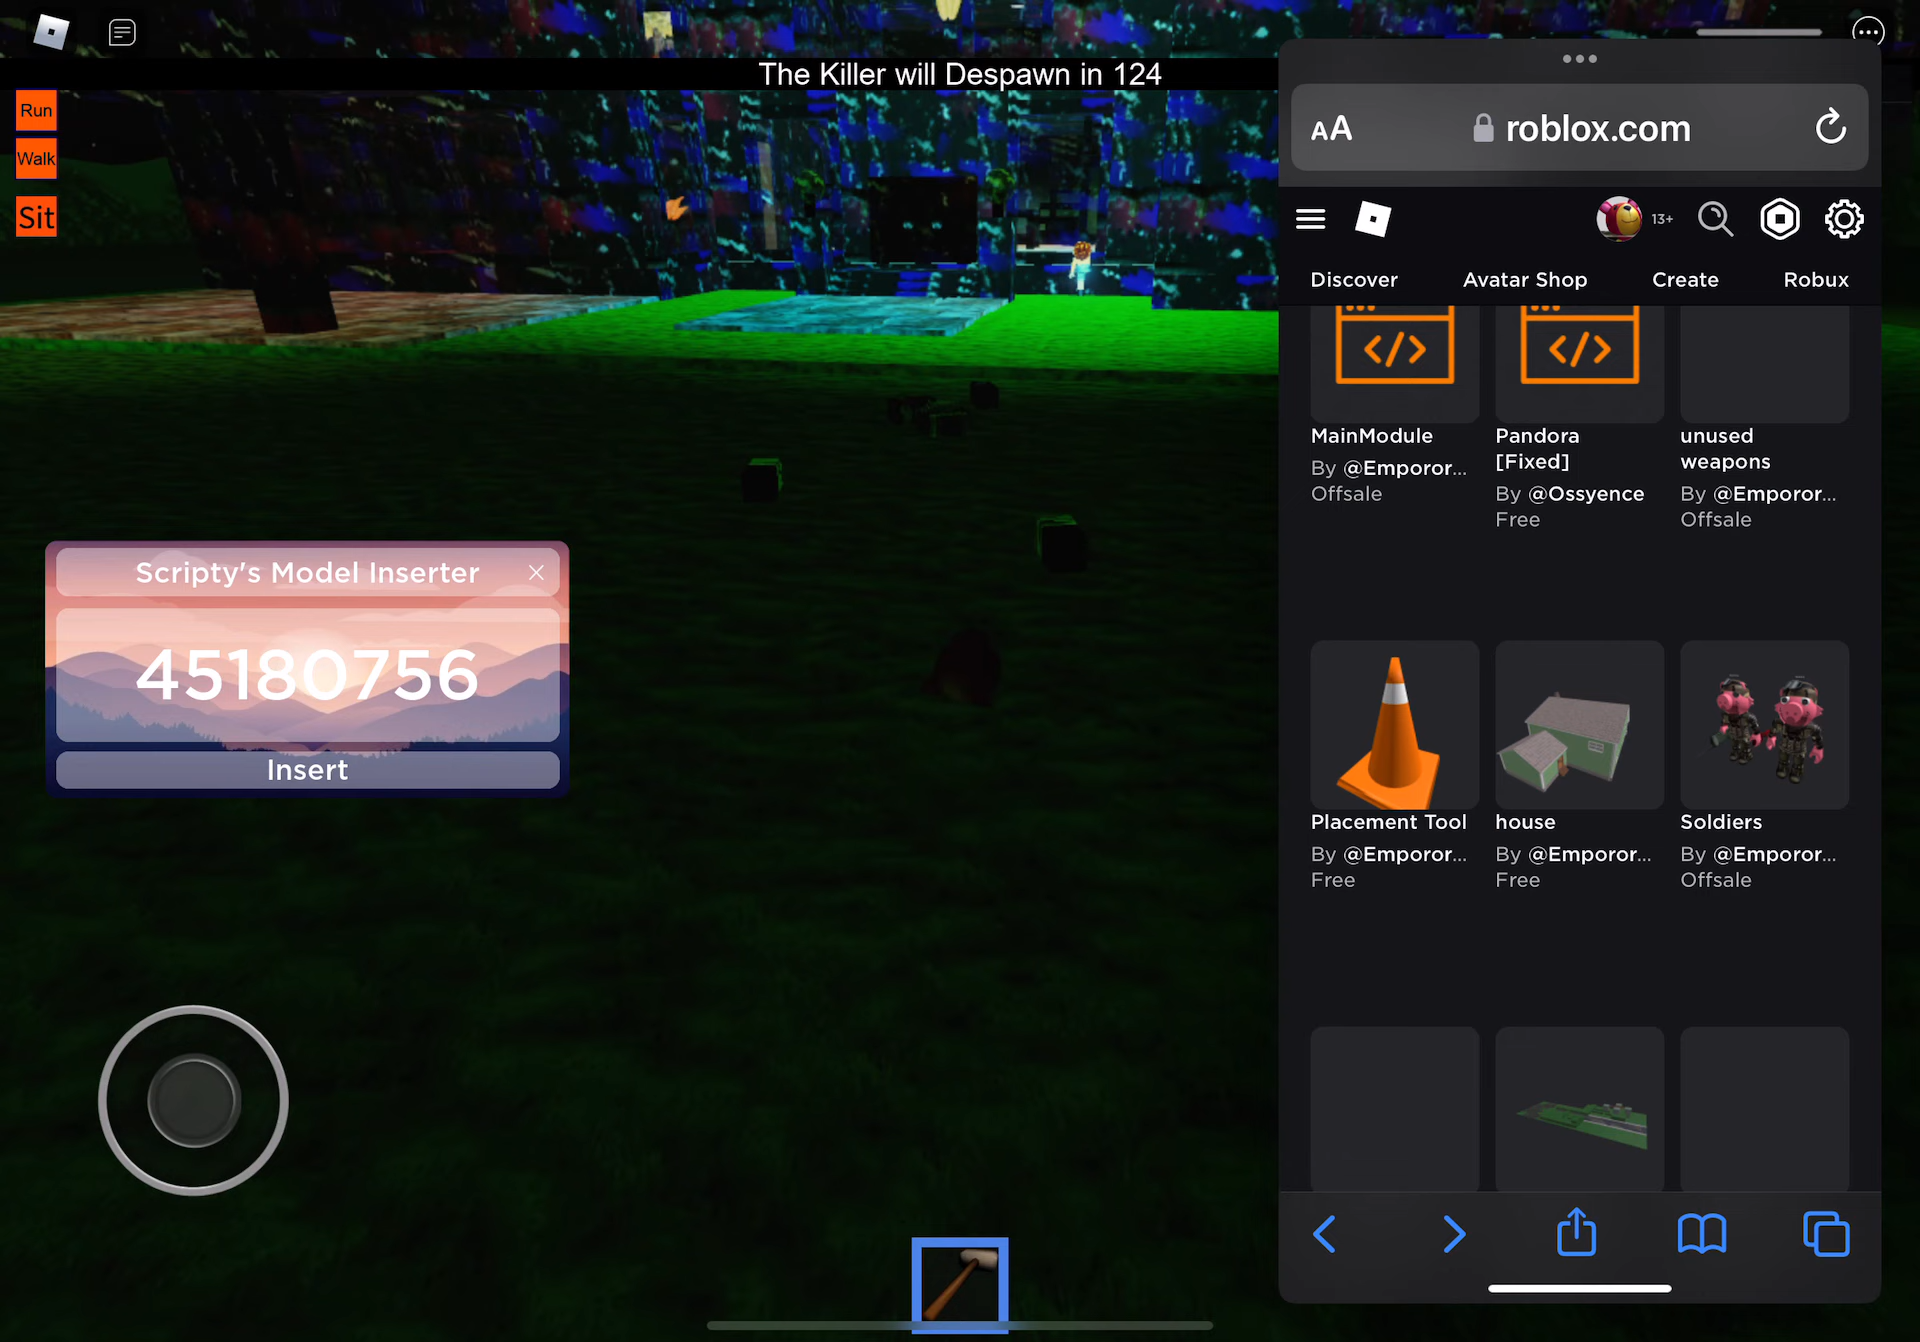 The Killer will Despawn in 124
Run
Walk
Sit
Scripty's Model Inserter
45180756
Insert
AA
roblox.com
13+
Discover
Avatar Shop
Create
Robux
</>
</>
MainModule
By @Emporor...
Offsale
Pandora
[Fixed]
By @Ossyence
Free
unused
weapons
By @Emporor...
Offsale
Placement Tool
By @Emporor...
Free
house
By @Emporor...
Free
Soldiers
By @Emporor...
Offsale